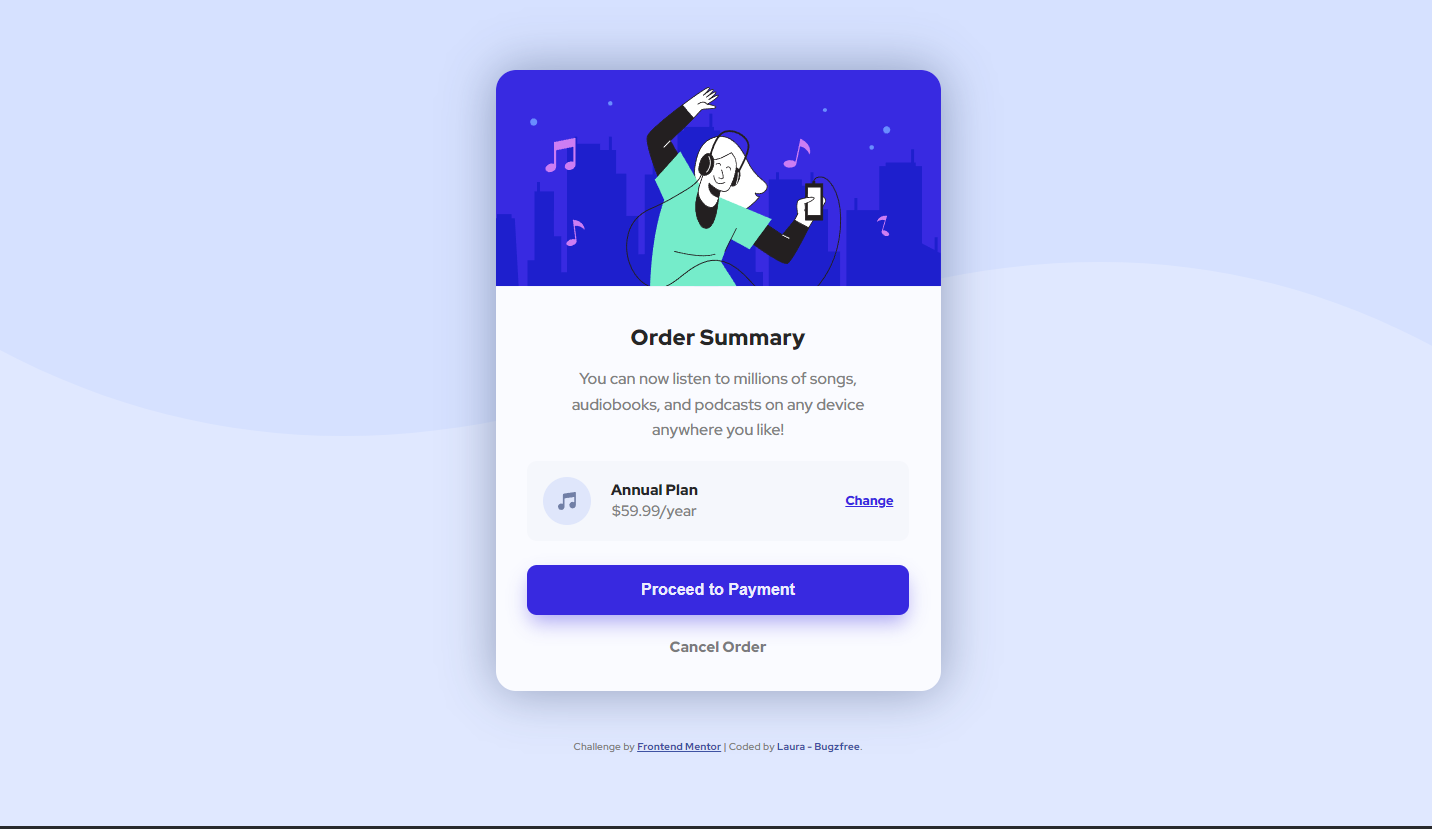 Order Summary
You can now listen to millions of songs,
audiobooks, and podcasts on any device
anywhere you like!
Annual Plan
$59.99/year
Change
Proceed to Payment
Cancel Order
Challenge by Frontend Mentor | Coded by Laura - Bugzfree.